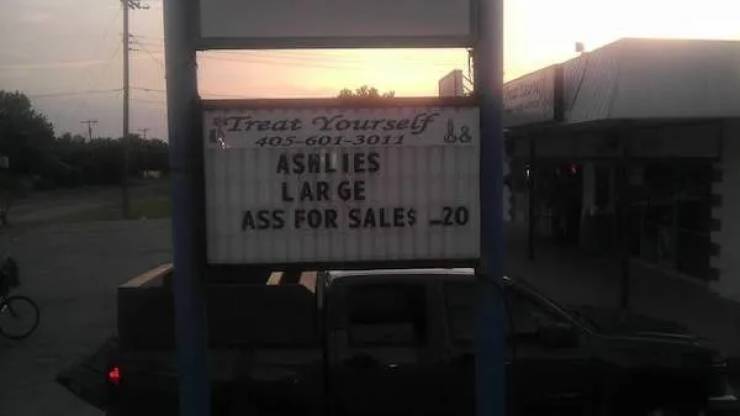 Treat Yourself
405-601-3011
ASHLIES
LARGE
ASS FOR SALE$ -20